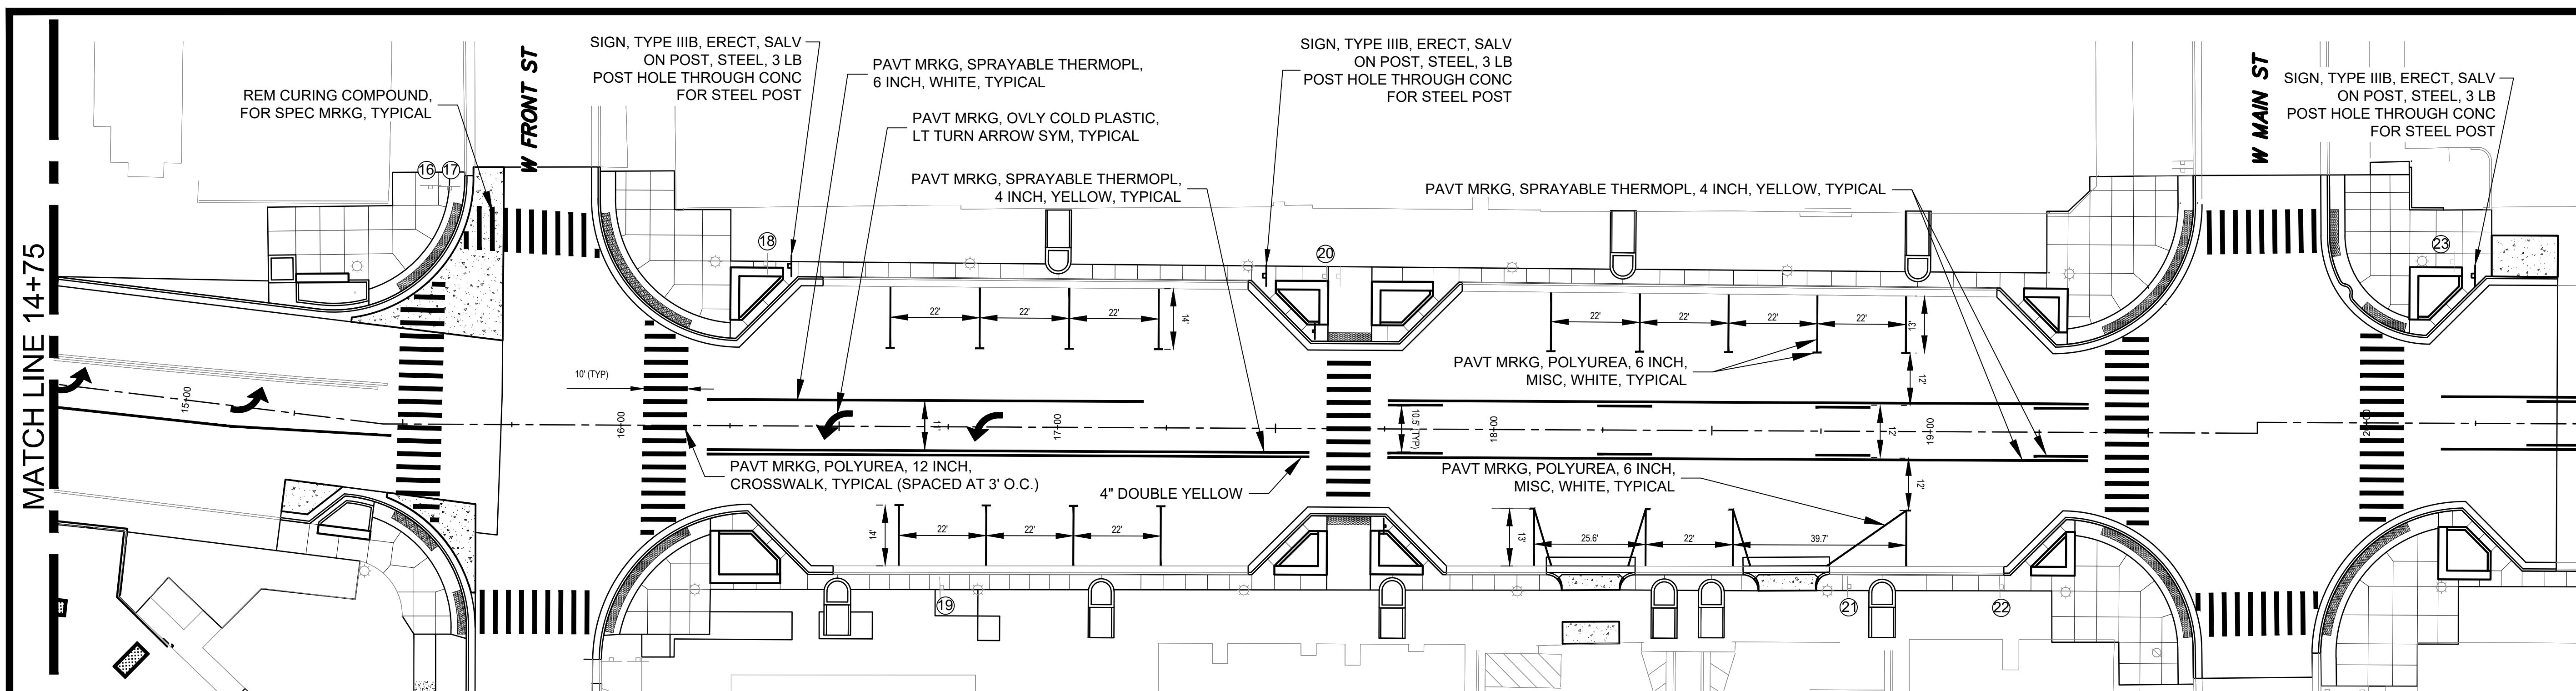 MATCH LINE 14+75
REM CURING COMPOUND,
FOR SPEC MRKG, TYPICAL
16
17
W FRONT ST
SIGN, TYPE IIIB, ERECT, SALV
ON POST, STEEL, 3 LB
POST HOLE THROUGH CONC
FOR STEEL POST
PAVT MRKG, SPRAYABLE THERMOPL,
6 INCH, WHITE, TYPICAL
PAVT MRKG, OVLY COLD PLASTIC,
LT TURN ARROW SYM, TYPICAL
PAVT MRKG, SPRAYABLE THERMOPL,
4 INCH, YELLOW, TYPICAL
SIGN, TYPE IIIB, ERECT, SALV
ON POST, STEEL, 3 LB
POST HOLE THROUGH CONC
FOR STEEL POST
PAVT MRKG, SPRAYABLE THERMOPL, 4 INCH, YELLOW, TYPICAL
W MAIN ST
SIGN, TYPE IIIB, ERECT, SALV
ON POST, STEEL, 3 LB
POST HOLE THROUGH CONC
FOR STEEL POST
18
20
23
22'
22'
22'
14'
22'
22'
22'
22'
13'
PAVT MRKG, POLYUREA, 6 INCH,
MISC, WHITE, TYPICAL
12'
10' (TYP)
15+00
16+00
11'
17+00
10.5' (TYP)
18+00
12'
19+00
PAVT MRKG, POLYUREA, 12 INCH,
CROSSWALK, TYPICAL (SPACED AT 3' O.C.)
4" DOUBLE YELLOW
PAVT MRKG, POLYUREA, 6 INCH,
MISC, WHITE, TYPICAL
12'
14'
22'
22'
22'
13'
25.6'
22'
39.7'
19
21
22